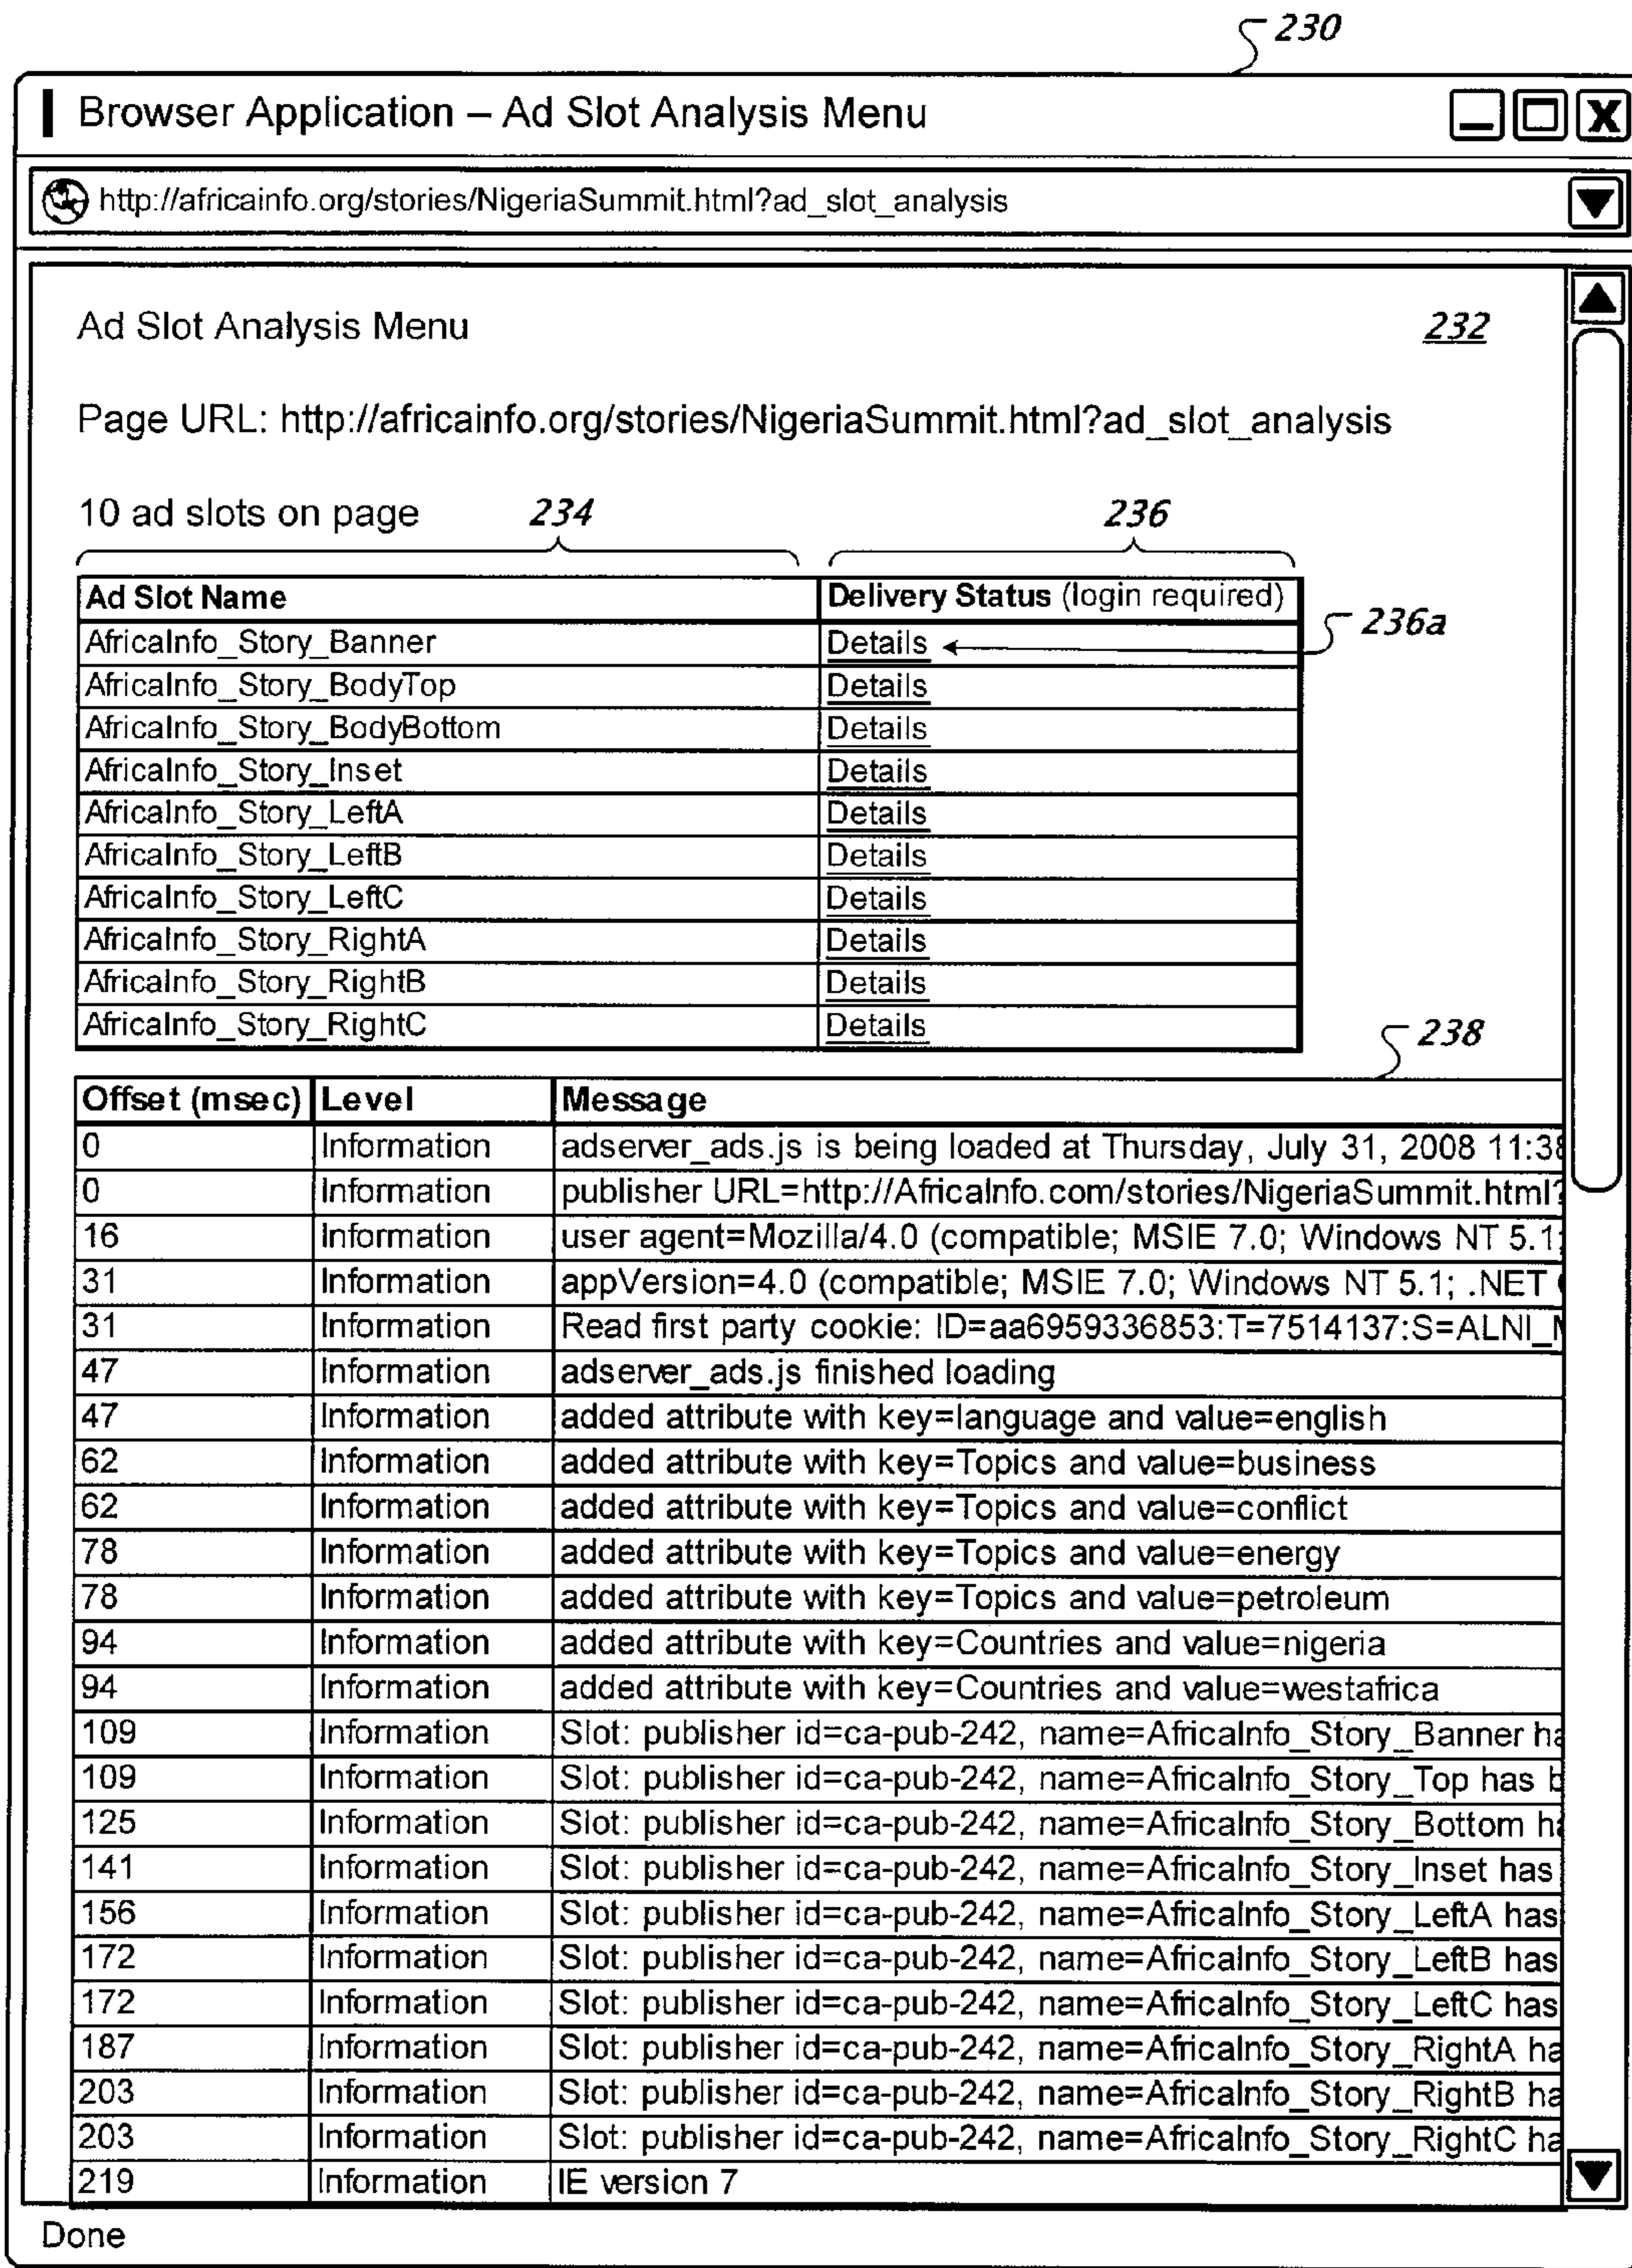 230
Browser Application – Ad Slot Analysis Menu
http://africainfo.org/stories/NigeriaSummit.html?ad_slot_analysis
Ad Slot Analysis Menu 232
Page URL: http://africainfo.org/stories/NigeriaSummit.html?ad_slot_analysis
10 ad slots on page 234 236
Ad Slot Name Delivery Status (login required)
236a
AfricaInfo_Story_Banner Details
AfricaInfo_Story_BodyTop Details
AfricaInfo_Story_BodyBottom Details
AfricaInfo_Story_Inset Details
AfricaInfo_Story_LeftA Details
AfricaInfo_Story_LeftB Details
AfricaInfo_Story_LeftC Details
AfricaInfo_Story_RightA Details
AfricaInfo_Story_RightB Details
AfricaInfo_Story_RightC Details
238
Offset (msec) Level Message
0 Information adserver_ads.js is being loaded at Thursday, July 31, 2008 11:38
0 Information publisher URL=http://AfricaInfo.com/stories/NigeriaSummit.html?
16 Information user agent=Mozilla/4.0 (compatible; MSIE 7.0; Windows NT 5.1;
31 Information appVersion=4.0 (compatible; MSIE 7.0; Windows NT 5.1; .NET
31 Information Read first party cookie: ID=aa6959336853:T=7514137:S=ALNI_M
47 Information adserver_ads.js finished loading
47 Information added attribute with key=language and value=english
62 Information added attribute with key=Topics and value=business
62 Information added attribute with key=Topics and value=conflict
78 Information added attribute with key=Topics and value=energy
78 Information added attribute with key=Topics and value=petroleum
94 Information added attribute with key=Countries and value=nigeria
94 Information added attribute with key=Countries and value=westafrica
109 Information Slot: publisher id=ca-pub-242, name=AfricaInfo_Story_Banner ha
109 Information Slot: publisher id=ca-pub-242, name=AfricaInfo_Story_Top has b
125 Information Slot: publisher id=ca-pub-242, name=AfricaInfo_Story_Bottom ha
141 Information Slot: publisher id=ca-pub-242, name=AfricaInfo_Story_Inset has
156 Information Slot: publisher id=ca-pub-242, name=AfricaInfo_Story_LeftA has
172 Information Slot: publisher id=ca-pub-242, name=AfricaInfo_Story_LeftB has
172 Information Slot: publisher id=ca-pub-242, name=AfricaInfo_Story_LeftC has
187 Information Slot: publisher id=ca-pub-242, name=AfricaInfo_Story_RightA ha
203 Information Slot: publisher id=ca-pub-242, name=AfricaInfo_Story_RightB ha
203 Information Slot: publisher id=ca-pub-242, name=AfricaInfo_Story_RightC ha
219 Information IE version 7
Done